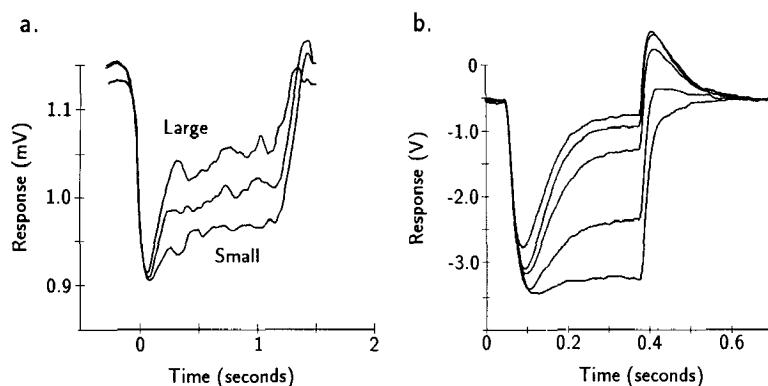 a.
Response (mV)
1.1
1.0
0.9
Large
Small
0
1
2
Time (seconds)
b.
Response (V)
0
-1.0
-2.0
-3.0
0
0.2
0.4
0.6
Time (seconds)